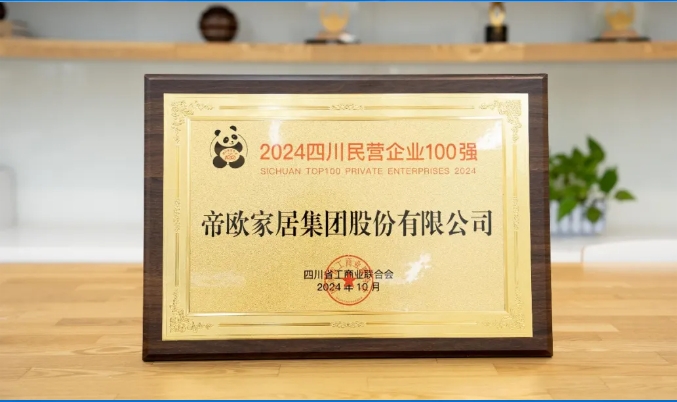 2024四川民营企业100强
SICHUAN TOP100 PRIVATE ENTERPRISES 2024
帝欧家居集团股份有限公司
四川省工商业联合会
2024年10月